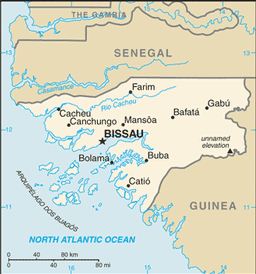 THE GAMBIA
SENEGAL
Casamance
Farim
Rio Cacheu
Cacheu
Canchungo
Mansôa
Bafatá
Gabú
12
12
BISSAU
unnamed
elevation
Bolama
Buba
Catió
ARQUIPÉLAGO DOS BIJAGÓS
GUINEA
11
11
NORTH ATLANTIC OCEAN
0 40 80 km
0 40 80 mi
16
15
14